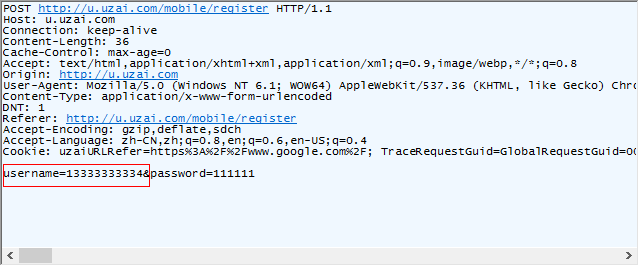 POST http://u.uzai.com/mobile/register HTTP/1.1
Host: u.uzai.com
Connection: keep-alive
Content-Length: 36
Cache-Control: max-age=0
Accept: text/html,application/xhtml+xml,application/xml;q=0.9,image/webp,*/*;q=0.8
Origin: http://u.uzai.com
User-Agent: Mozilla/5.0 (Windows NT 6.1; WOW64) AppleWebKit/537.36 (KHTML, like Gecko) Chro
Content-Type: application/x-www-form-urlencoded
DNT: 1
Referer: http://u.uzai.com/mobile/register
Accept-Encoding: gzip,deflate,sdch
Accept-Language: zh-CN,zh;q=0.8,en;q=0.6,en-US;q=0.4
Cookie: uzaiURLRefer=https%3A%2F%2Fwww.google.com%2F; TraceRequestGuid=GlobalRequestGuid=00
username=13333333334&password=111111